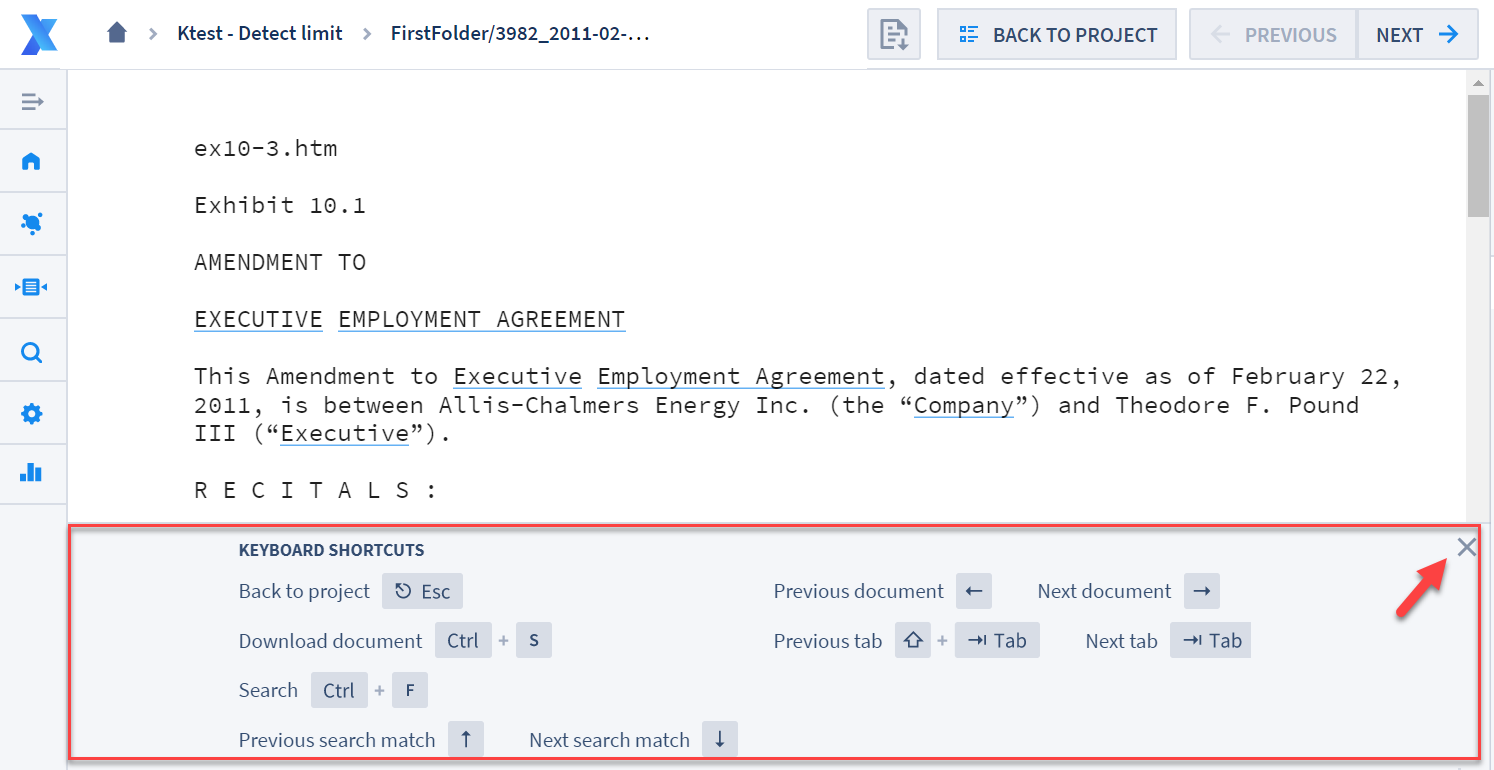 Ktest - Detect limit
FirstFolder/3982_2011-02-...
BACK TO PROJECT
PREVIOUS
NEXT
ex10-3.htm
Exhibit 10.1
AMENDMENT TO
EXECUTIVE EMPLOYMENT AGREEMENT
This Amendment to Executive Employment Agreement, dated effective as of February 22,
2011, is between Allis-Chalmers Energy Inc. (the “Company”) and Theodore F. Pound
III (“Executive”).
R E C I T A L S :
KEYBOARD SHORTCUTS
Back to project Esc Previous document ← Next document →
Download document Ctrl + S Previous tab ⇧ + Tab Next tab Tab
Search Ctrl + F
Previous search match ↑ Next search match ↓